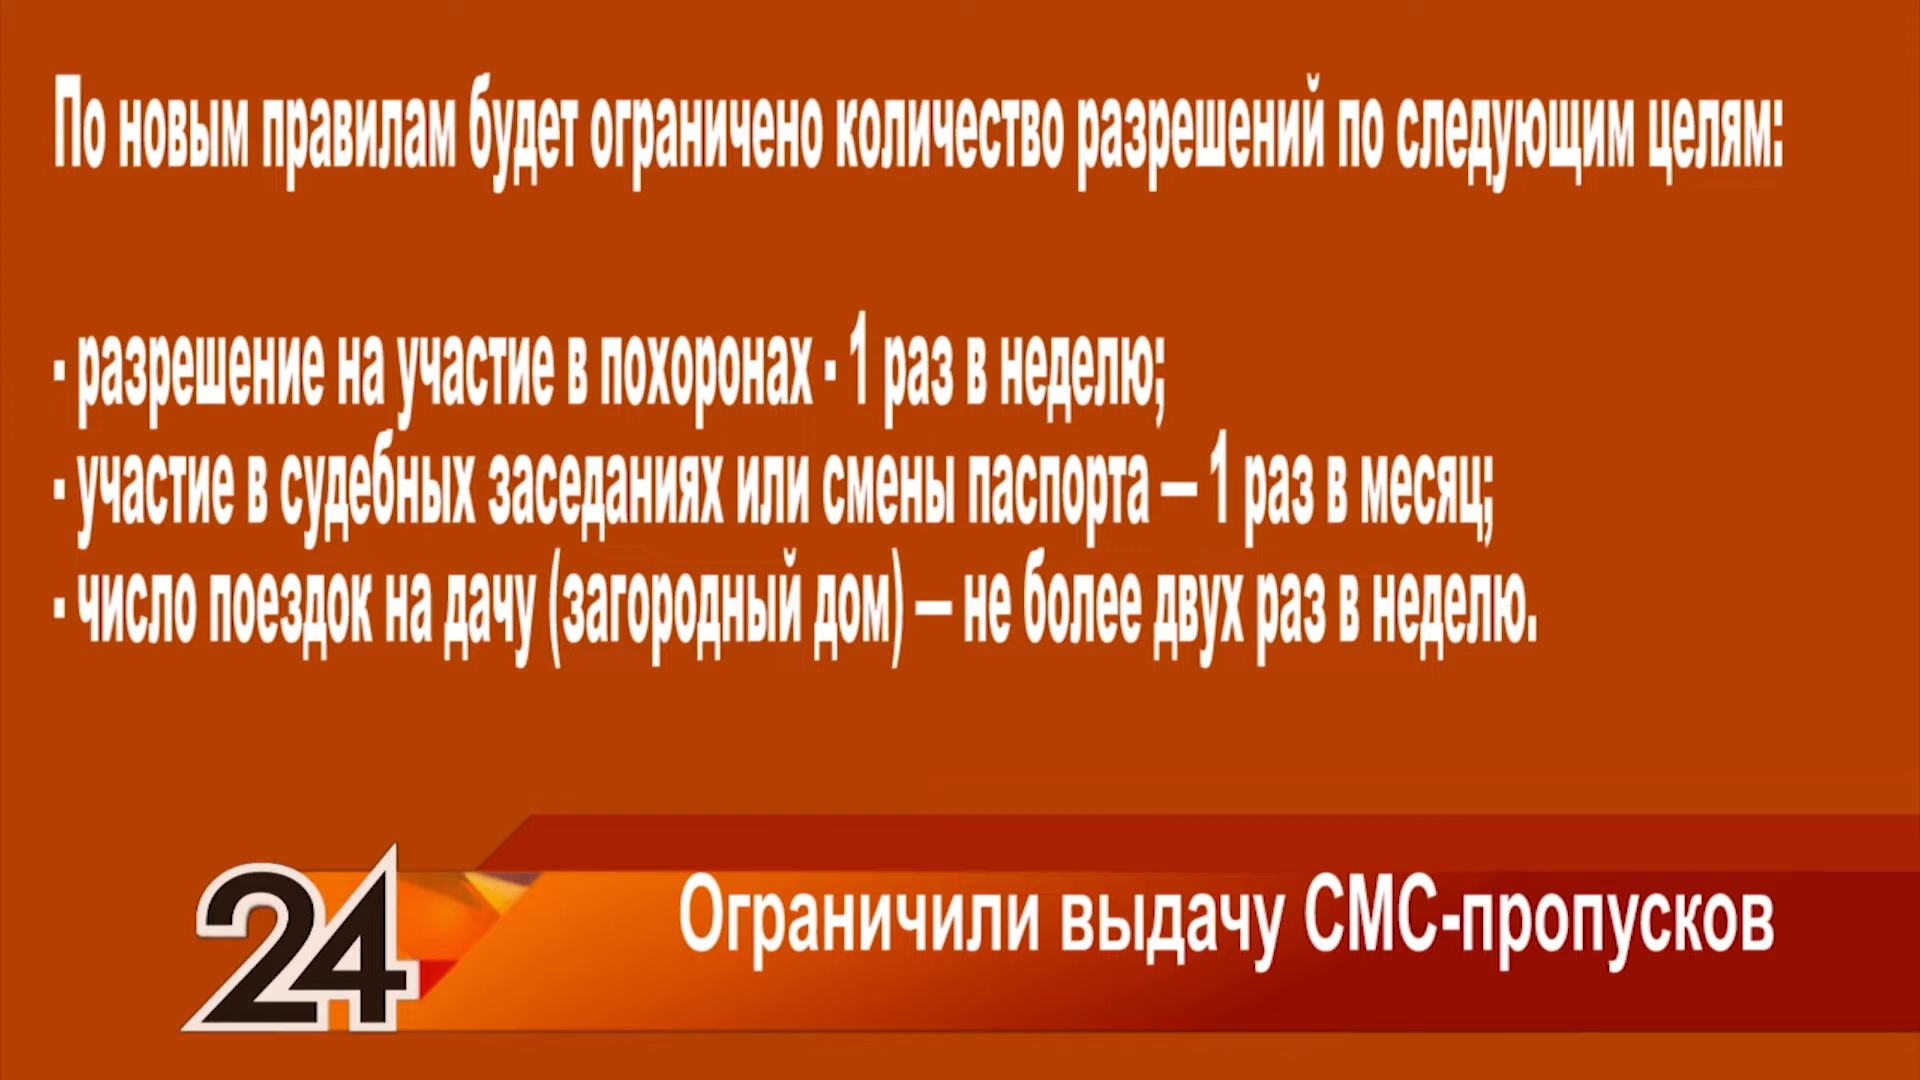 По новым правилам будет ограничено количество разрешений по следующим целям:
- разрешение на участие в похоронах - 1 раз в неделю;
- участие в судебных заседаниях или смены паспорта — 1 раз в месяц;
- число поездок на дачу (загородный дом) — не более двух раз в неделю.
24
Ограничили выдачу СМС-пропусков